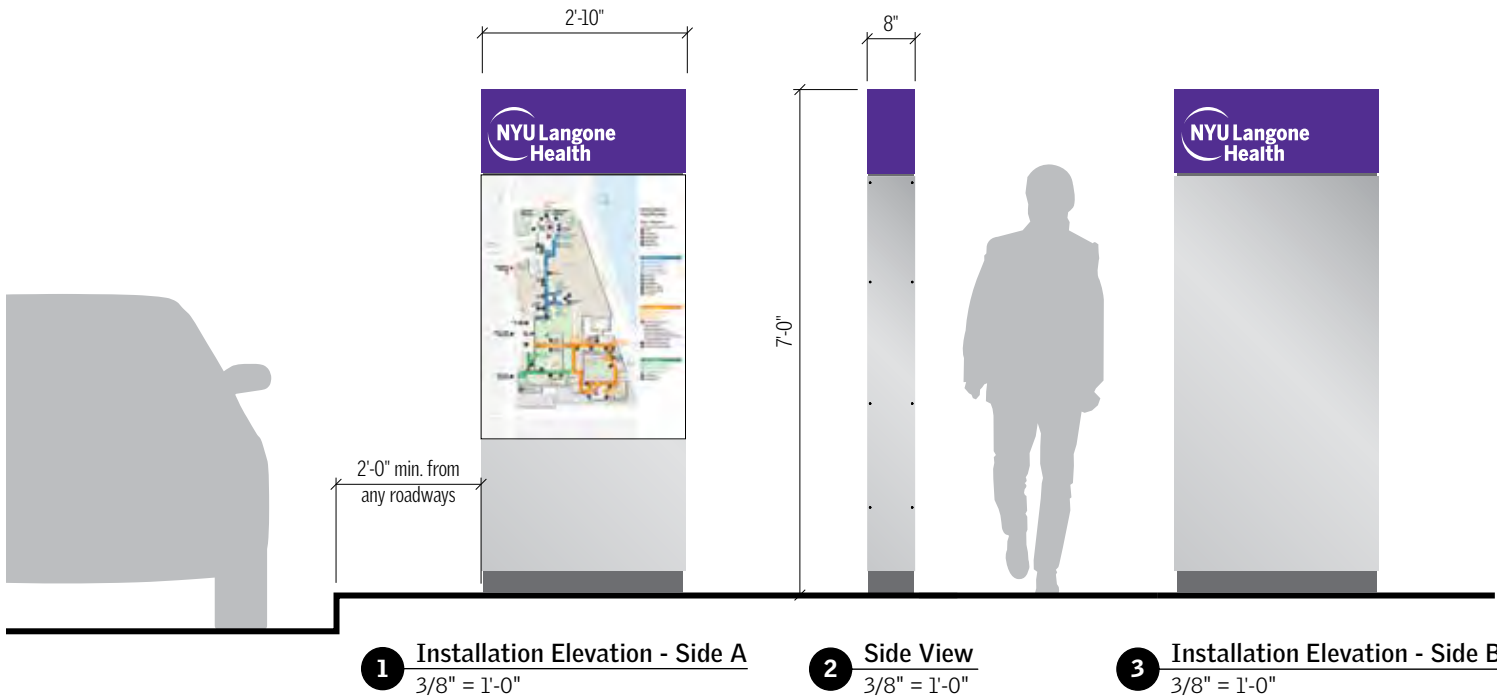 2'-10"
8"
NYU Langone
Health
NYU Langone
Health
7'-0"
2'-0" min. from
any roadways
1 Installation Elevation - Side A
3/8" = 1'-0"
2 Side View
3/8" = 1'-0"
3 Installation Elevation - Side B
3/8" = 1'-0"